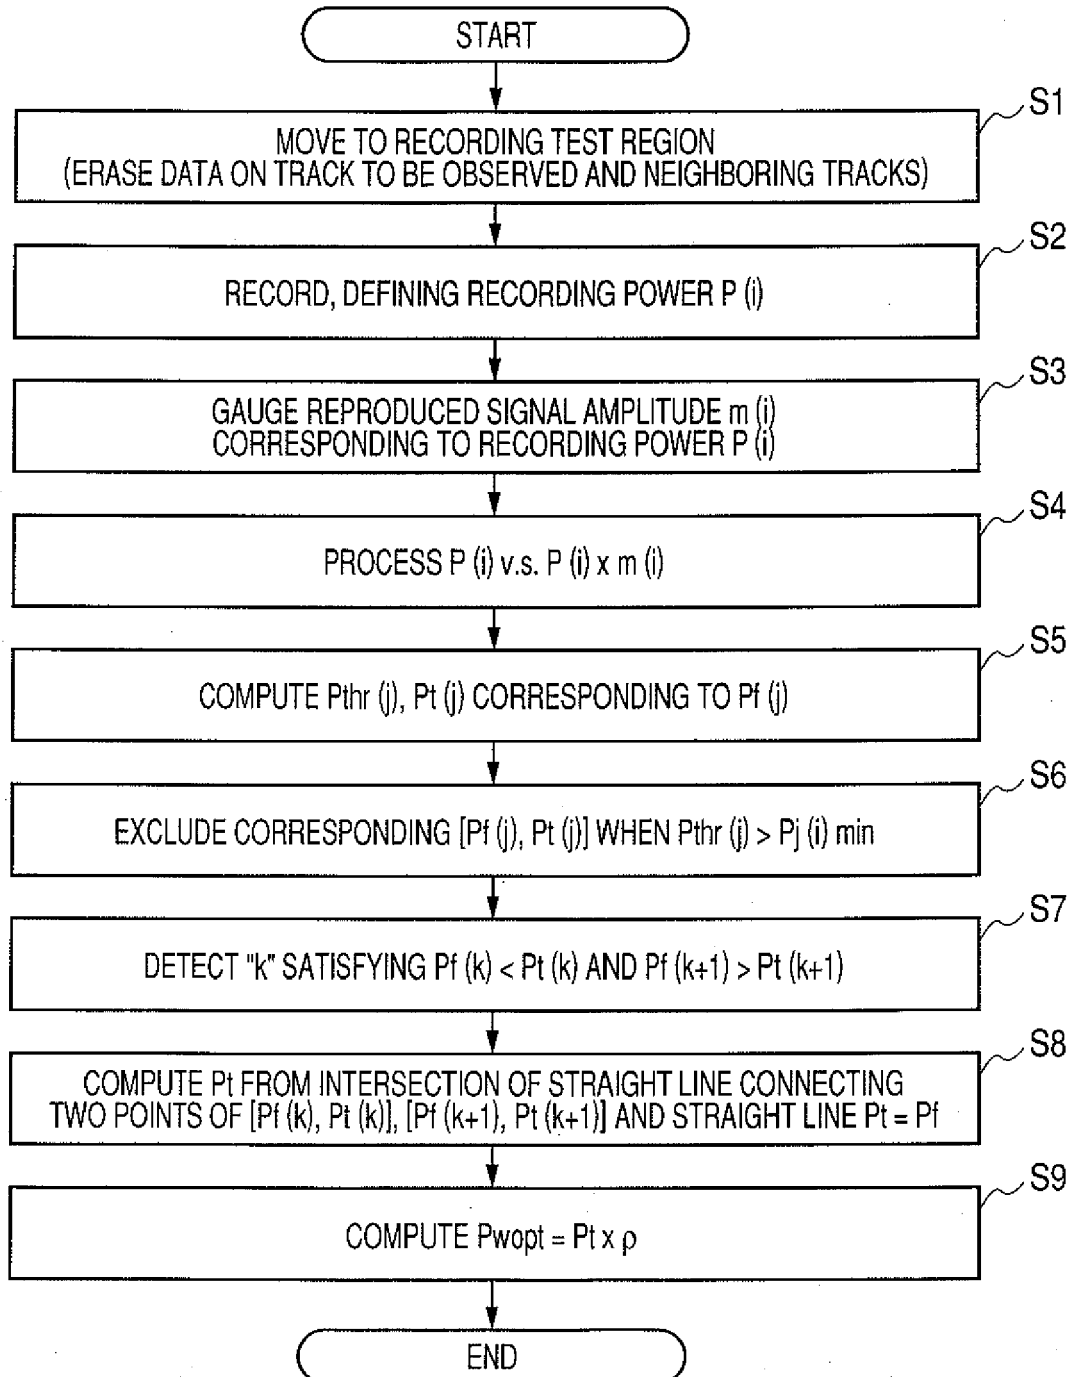 START
S1
MOVE TO RECORDING TEST REGION
(ERASE DATA ON TRACK TO BE OBSERVED AND NEIGHBORING TRACKS)
S2
RECORD, DEFINING RECORDING POWER P (i)
S3
GAUGE REPRODUCED SIGNAL AMPLITUDE m (i)
CORRESPONDING TO RECORDING POWER P (i)
S4
PROCESS P (i) v.s. P (i) x m (i)
S5
COMPUTE Pthr (j), Pt (j) CORRESPONDING TO Pf (j)
S6
EXCLUDE CORRESPONDING [Pf (j), Pt (j)] WHEN Pthr (j) > Pj (i) min
S7
DETECT "k" SATISFYING Pf (k) < Pt (k) AND Pf (k+1) > Pt (k+1)
S8
COMPUTE Pt FROM INTERSECTION OF STRAIGHT LINE CONNECTING
TWO POINTS OF [Pf (k), Pt (k)], [Pf (k+1), Pt (k+1)] AND STRAIGHT LINE Pt = Pf
S9
COMPUTE Pwopt = Pt x ρ
END